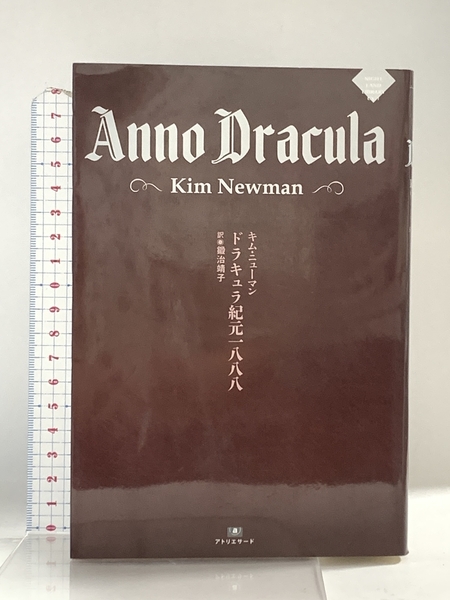 Anno Dracula
Kim Newman
キム・ニューマン
ドラキュラ紀元一八八八
訳◉鍛治靖子
a
アトリエサード